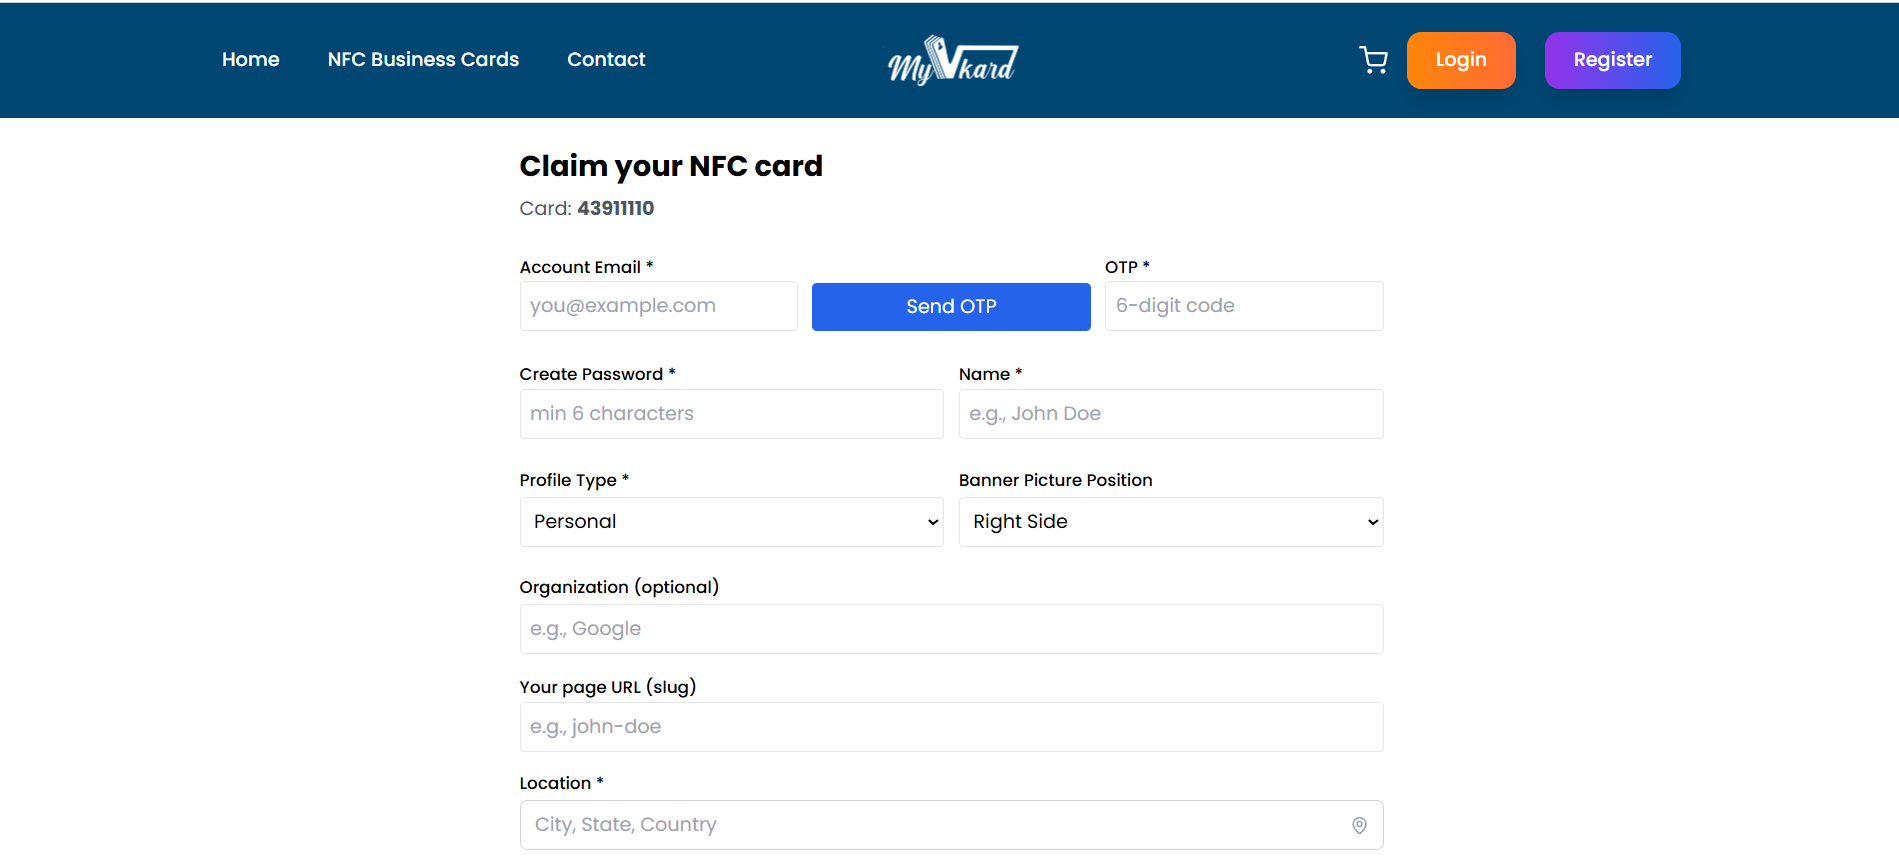 Home NFC Business Cards Contact MyVkard Login Register
Claim your NFC card
Card: 43911110
Account Email * OTP *
you@example.com Send OTP 6-digit code
Create Password * Name *
min 6 characters e.g., John Doe
Profile Type * Banner Picture Position
Personal Right Side
Organization (optional)
e.g., Google
Your page URL (slug)
e.g., john-doe
Location *
City, State, Country